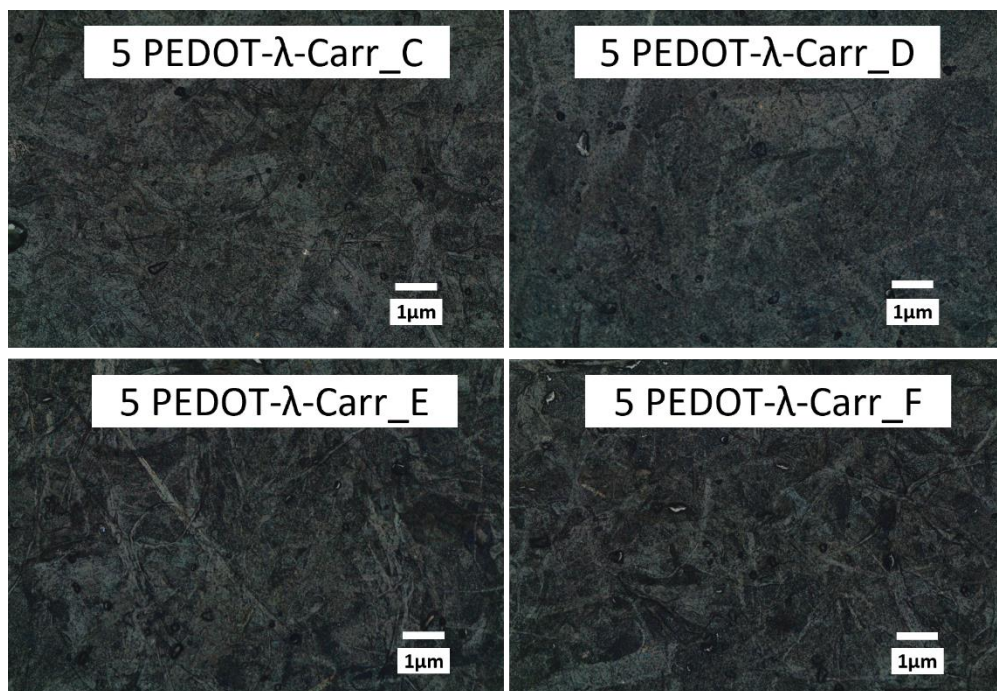 5 PEDOT-λ-Carr_C
1μm
5 PEDOT-λ-Carr_D
1μm
5 PEDOT-λ-Carr_E
1μm
5 PEDOT-λ-Carr_F
1μm